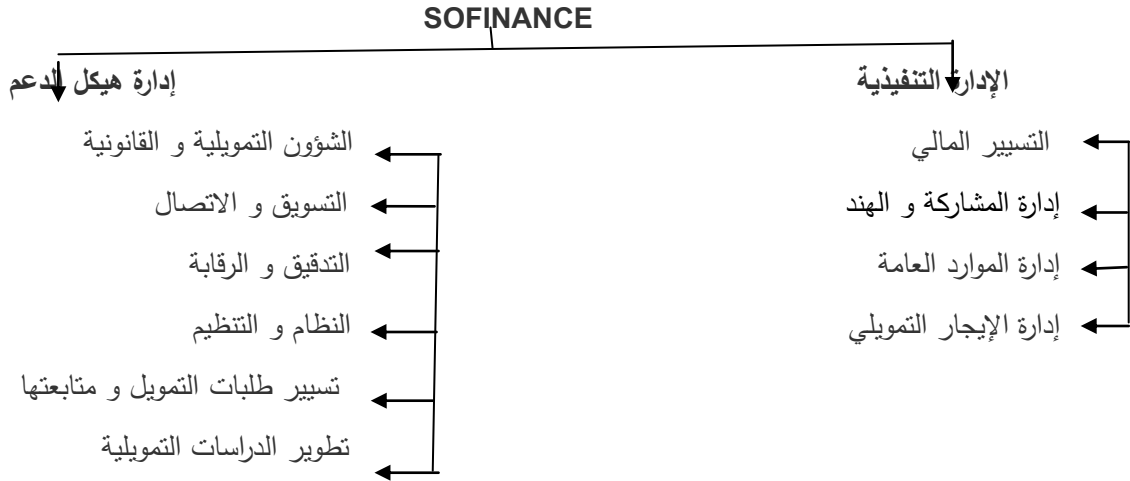 SOFINANCE
الإدارة التنفيذية
التسيير المالي
إدارة المشاركة و الهند
إدارة الموارد العامة
إدارة الإيجار التمويلي
إدارة هيكل الدعم
الشؤون التمويلية و القانونية
التسويق و الاتصال
التدقيق و الرقابة
النظام و التنظيم
تسيير طلبات التمويل و متابعتها
تطوير الدراسات التمويلية